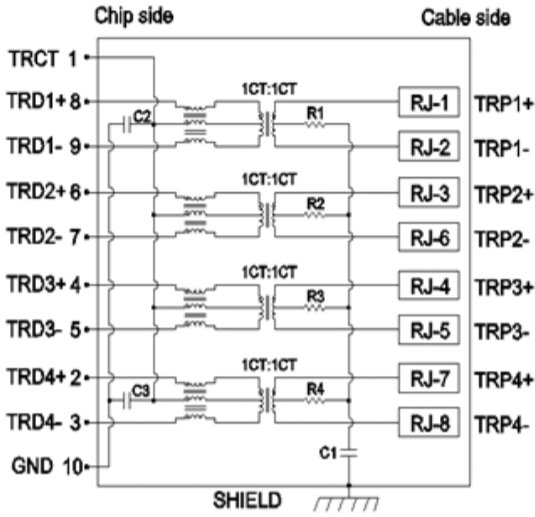 Chip side Cable side
TRCT 1
1CT:1CT
TRD1+ 8 C2 R1 RJ-1 TRP1+
TRD1- 9 RJ-2 TRP1-
1CT:1CT
TRD2+ 6 R2 RJ-3 TRP2+
TRD2- 7 RJ-6 TRP2-
1CT:1CT
TRD3+ 4 R3 RJ-4 TRP3+
TRD3- 5 RJ-5 TRP3-
1CT:1CT
TRD4+ 2 C3 R4 RJ-7 TRP4+
TRD4- 3 RJ-8 TRP4-
C1
GND 10
SHIELD